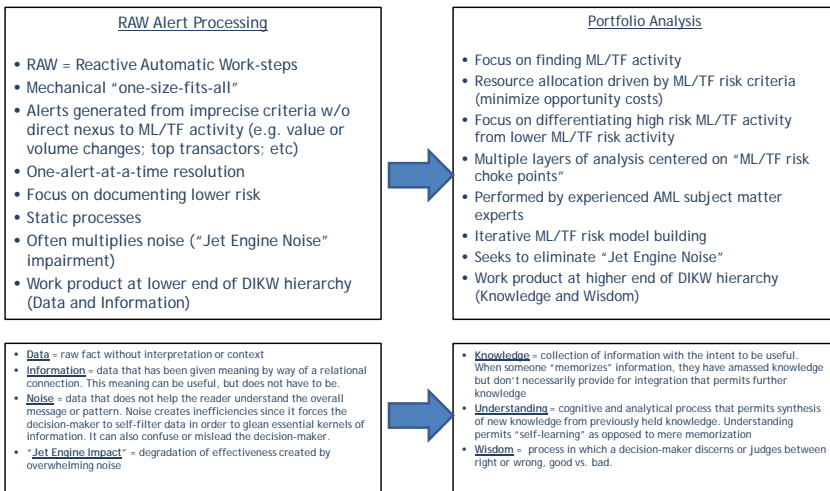 RAW Alert Processing
• RAW = Reactive Automatic Work-steps
• Mechanical “one-size-fits-all”
• Alerts generated from imprecise criteria w/o
direct nexus to ML/TF activity (e.g. value or
volume changes; top transactors; etc)
• One-alert-at-a-time resolution
• Focus on documenting lower risk
• Static processes
• Often multiplies noise (“Jet Engine Noise”
impairment)
• Work product at lower end of DIKW hierarchy
(Data and Information)
Portfolio Analysis
• Focus on finding ML/TF activity
• Resource allocation driven by ML/TF risk criteria
(minimize opportunity costs)
• Focus on differentiating high risk ML/TF activity
from lower ML/TF risk activity
• Multiple layers of analysis centered on “ML/TF risk
choke points”
• Performed by experienced AML subject matter
experts
• Iterative ML/TF risk model building
• Seeks to eliminate “Jet Engine Noise”
• Work product at higher end of DIKW hierarchy
(Knowledge and Wisdom)
• Data = raw fact without interpretation or context
• Information = data that has been given meaning by way of a relational
connection. This meaning can be useful, but does not have to be.
• Noise = data that does not help the reader understand the overall
message or pattern. Noise creates inefficiencies since it forces the
decision-maker to self-filter data in order to glean essential kernels of
information. It can also confuse or mislead the decision-maker.
• “Jet Engine Impact” = degradation of effectiveness created by
overwhelming noise
• Knowledge = collection of information with the intent to be useful.
When someone “memorizes” information, they have amassed knowledge
but don’t necessarily provide for integration that permits further
knowledge
• Understanding = cognitive and analytical process that permits synthesis
of new knowledge from previously held knowledge. Understanding
permits “self-learning” as opposed to mere memorization
• Wisdom = process in which a decision-maker discerns or judges between
right or wrong, good vs. bad.